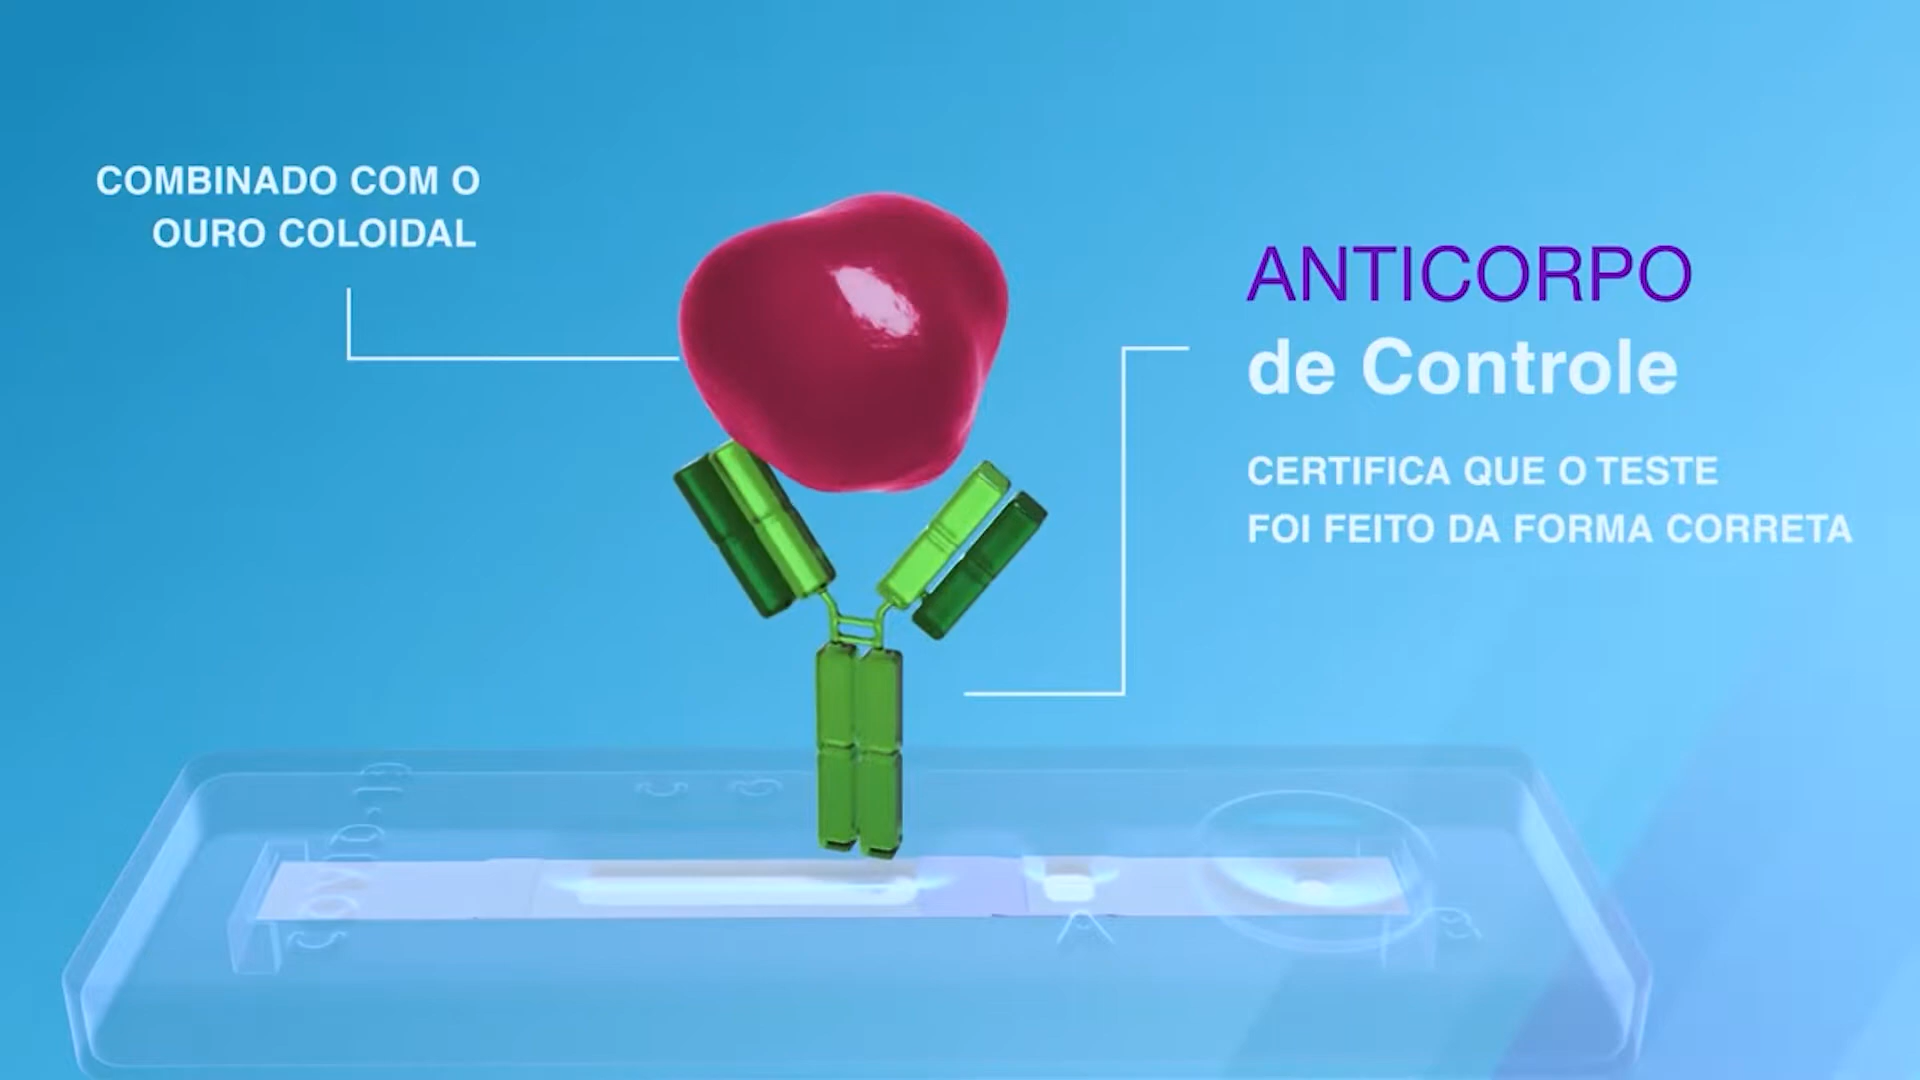 COMBINADO COM O
OURO COLOIDAL
ANTICORPO
de Controle
CERTIFICA QUE O TESTE
FOI FEITO DA FORMA CORRETA
A